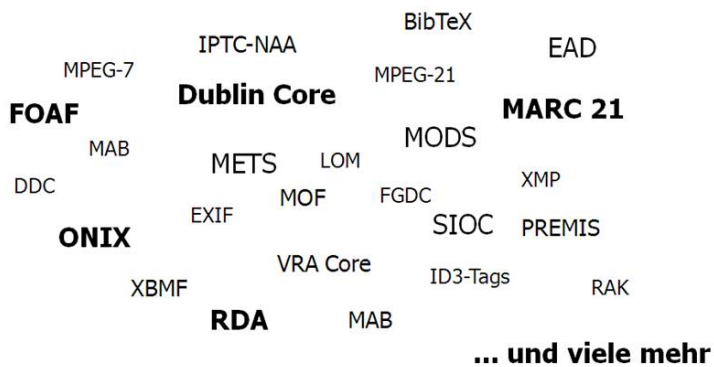 BibTeX
IPTC-NAA
EAD
MPEG-7
MPEG-21
Dublin Core
FOAF
MARC 21
MODS
MAB
METS
LOM
DDC
XMP
MOF
FGDC
EXIF
SIOC
PREMIS
ONIX
VRA Core
ID3-Tags
XBMF
RAK
RDA
MAB
... und viele mehr